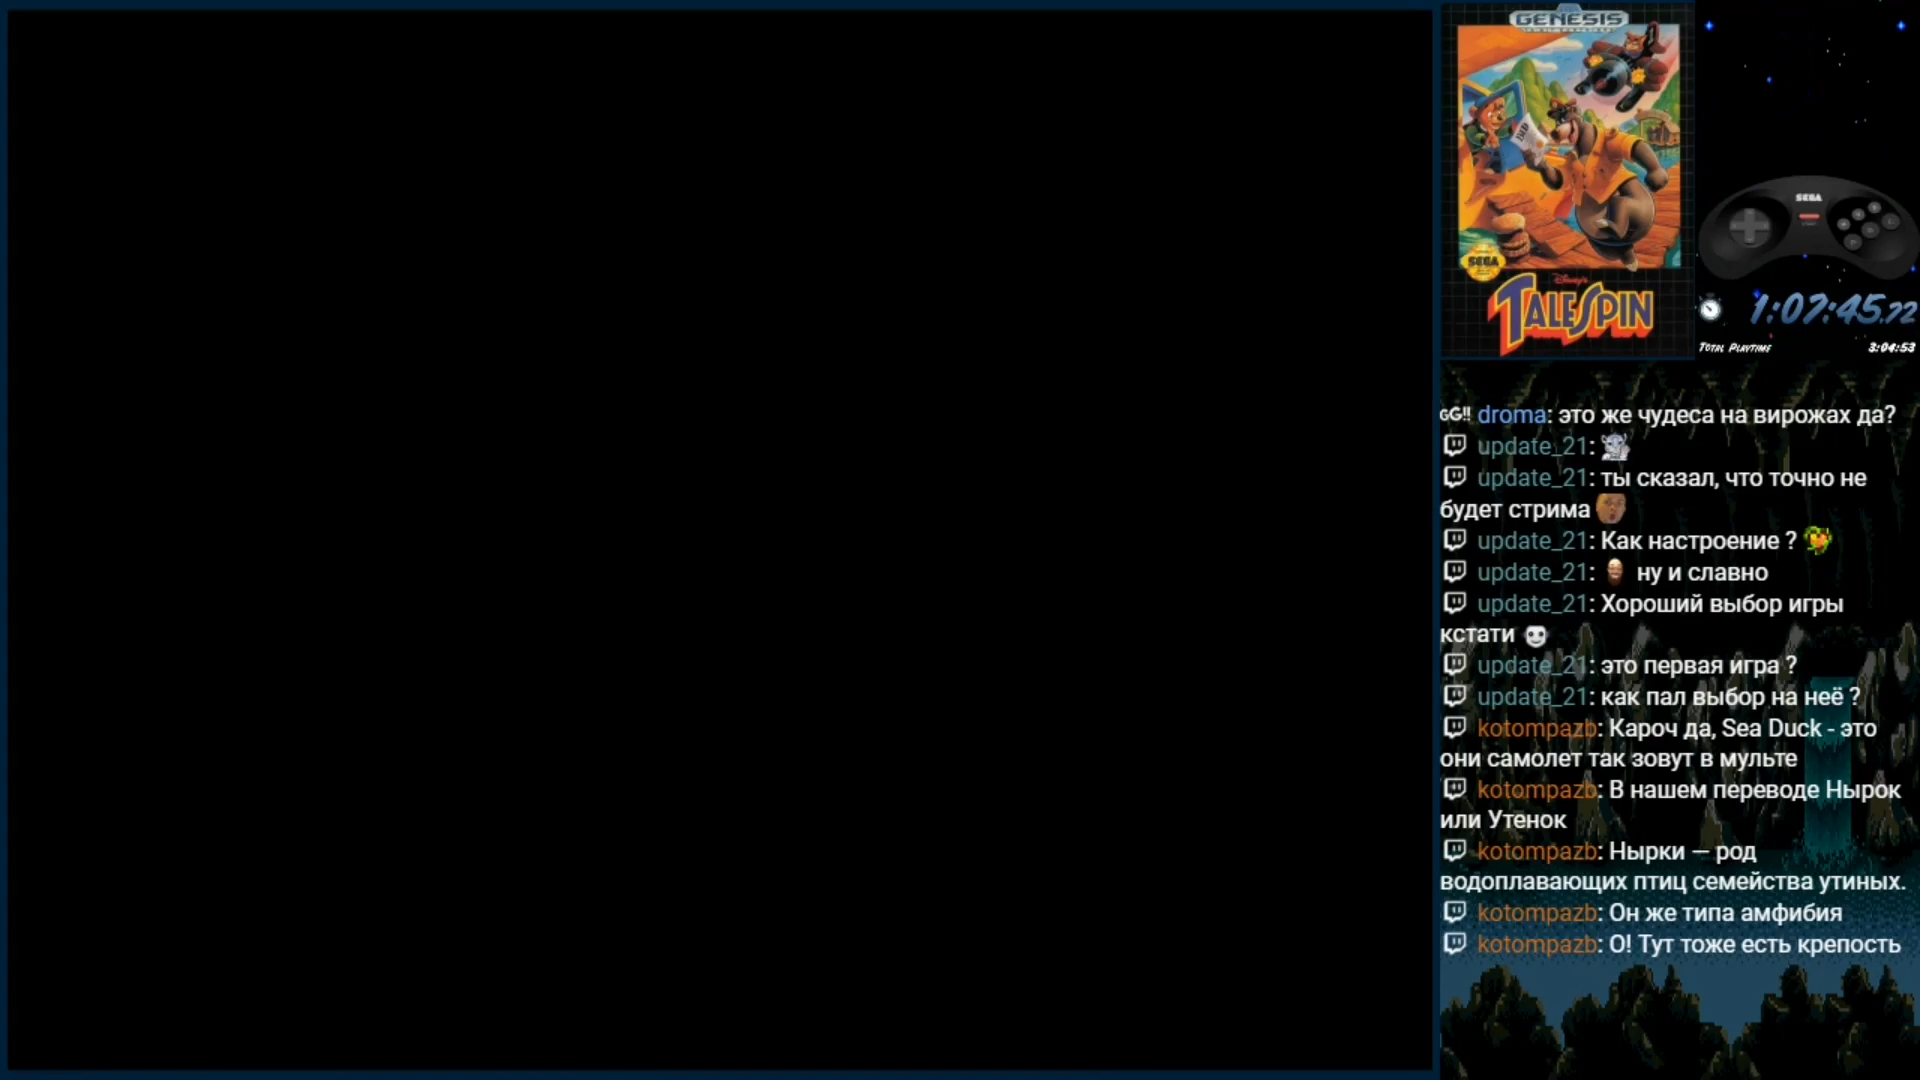 GENESIS
BID
SEGA
Disney's
TALESPIN
SEGA
1:07:45.22
TOTAL PLAYTIME 3:04:53
GG!! droma: это же чудеса на виражах да?
update_21:
update_21: ты сказал, что точно не
будет стрима
update_21: Как настроение ?
update_21: ну и славно
update_21: Хороший выбор игры
кстати
update_21: это первая игра ?
update_21: как пал выбор на неё ?
kotompazb: Кароч да, Sea Duck - это
они самолет так зовут в мульте
kotompazb: В нашем переводе Нырок
или Утенок
kotompazb: Нырки — род
водоплавающих птиц семейства утиных.
kotompazb: Он же типа амфибия
kotompazb: О! Тут тоже есть крепость